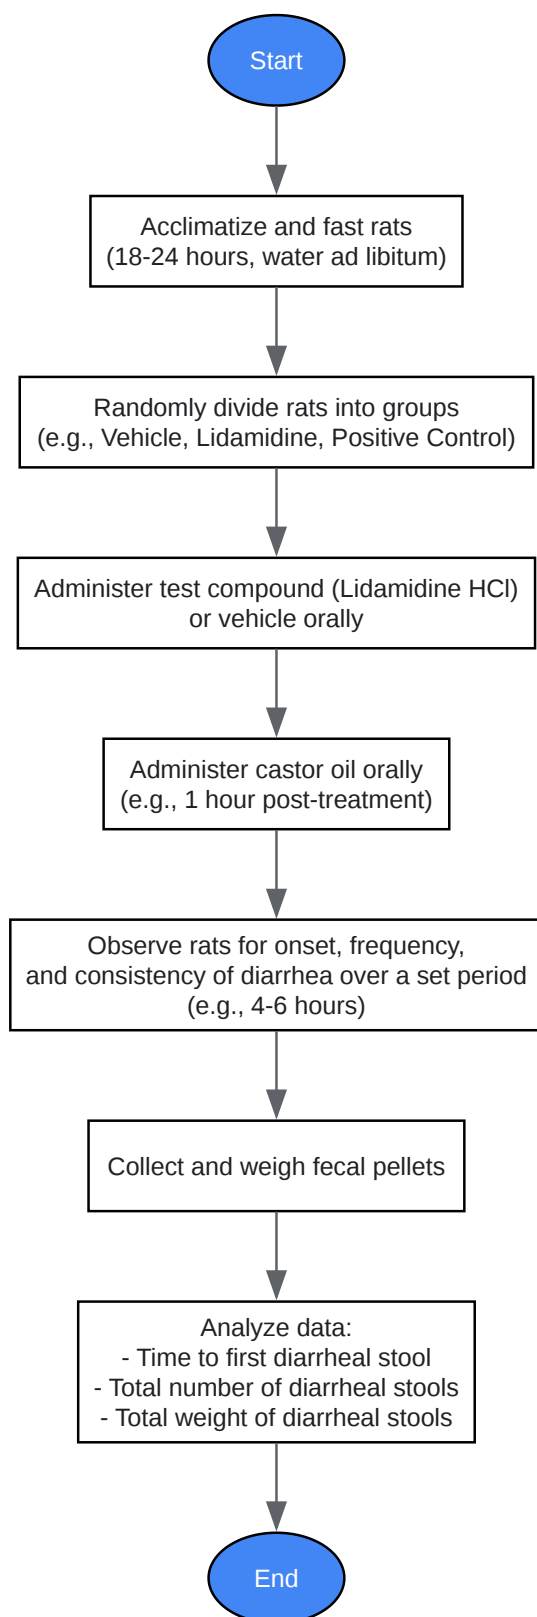 Start
Acclimatize and fast rats
(18-24 hours, water ad libitum)
Randomly divide rats into groups
(e.g., Vehicle, Lidamidine, Positive Control)
Administer test compound (Lidamidine HCl)
or vehicle orally
Administer castor oil orally
(e.g., 1 hour post-treatment)
Observe rats for onset, frequency,
and consistency of diarrhea over a set period
(e.g., 4-6 hours)
Collect and weigh fecal pellets
Analyze data:
- Time to first diarrheal stool
- Total number of diarrheal stools
- Total weight of diarrheal stools
End